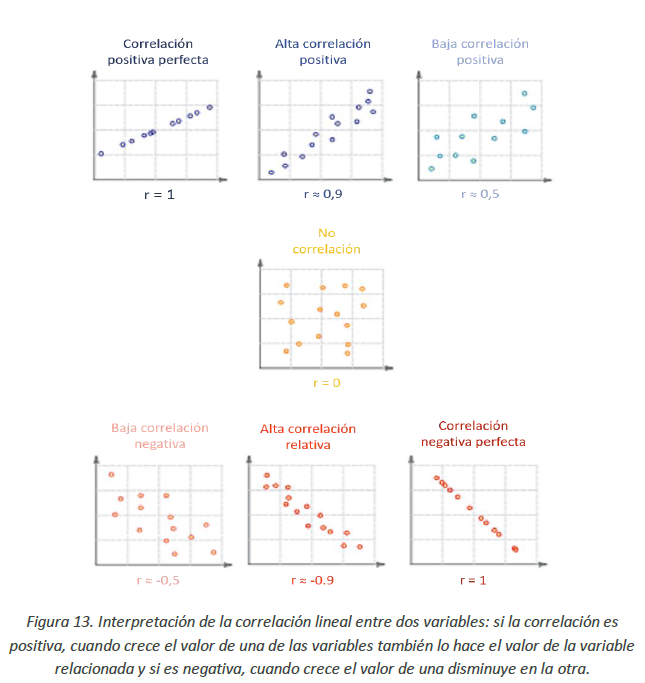 Correlación
positiva perfecta
Alta correlación
positiva
Baja correlación
positiva
r = 1
r ≈ 0,9
r ≈ 0,5
No
correlación
r = 0
Baja correlación
negativa
Alta correlación
relativa
Correlación
negativa perfecta
r ≈ -0,5
r ≈ -0.9
r = 1
Figura 13. Interpretación de la correlación lineal entre dos variables: si la correlación es
positiva, cuando crece el valor de una de las variables también lo hace el valor de la variable
relacionada y si es negativa, cuando crece el valor de una disminuye en la otra.